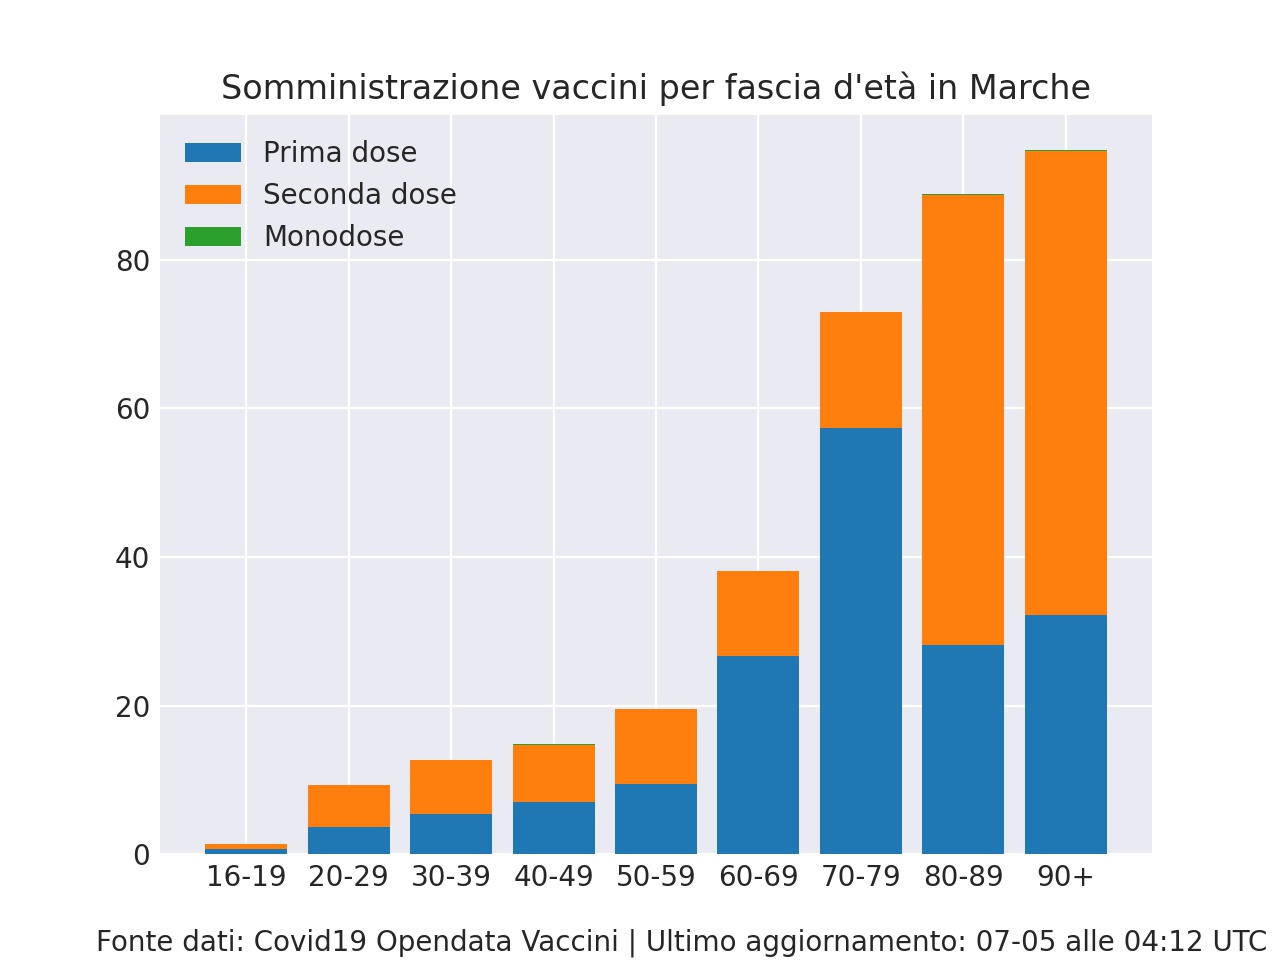 Somministrazione vaccini per fascia d'età in Marche
Prima dose
Seconda dose
Monodose
80
60
40
20
0
16-19 20-29 30-39 40-49 50-59 60-69 70-79 80-89 90+
Fonte dati: Covid19 Opendata Vaccini | Ultimo aggiornamento: 07-05 alle 04:12 UTC